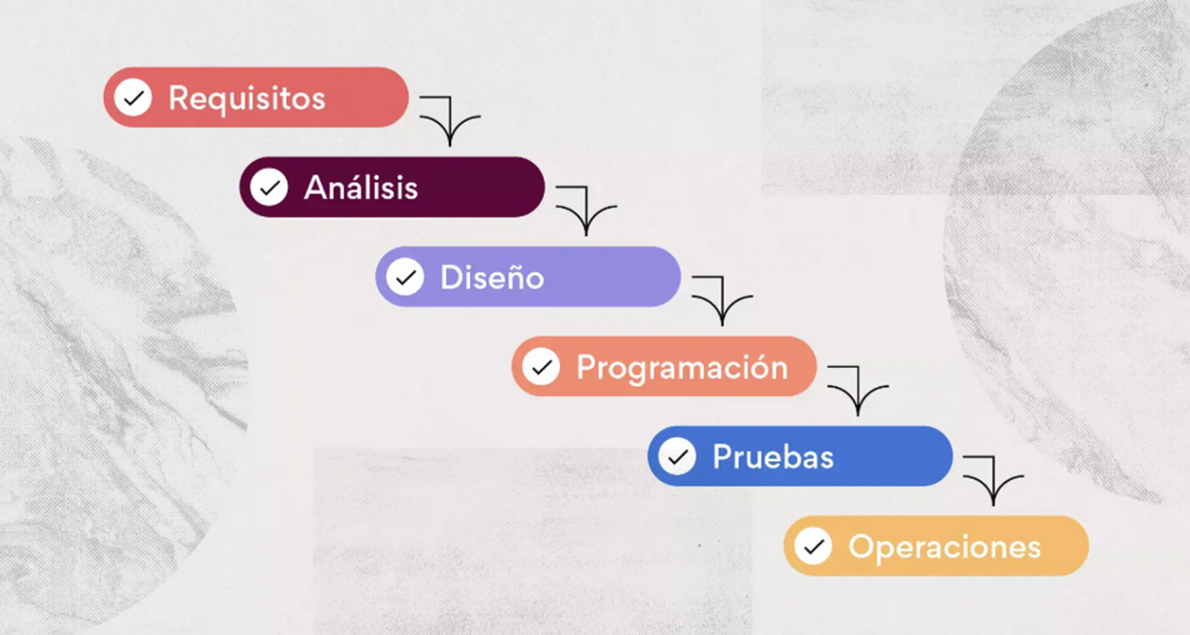 Requisitos
Análisis
Diseño
Programación
Pruebas
Operaciones